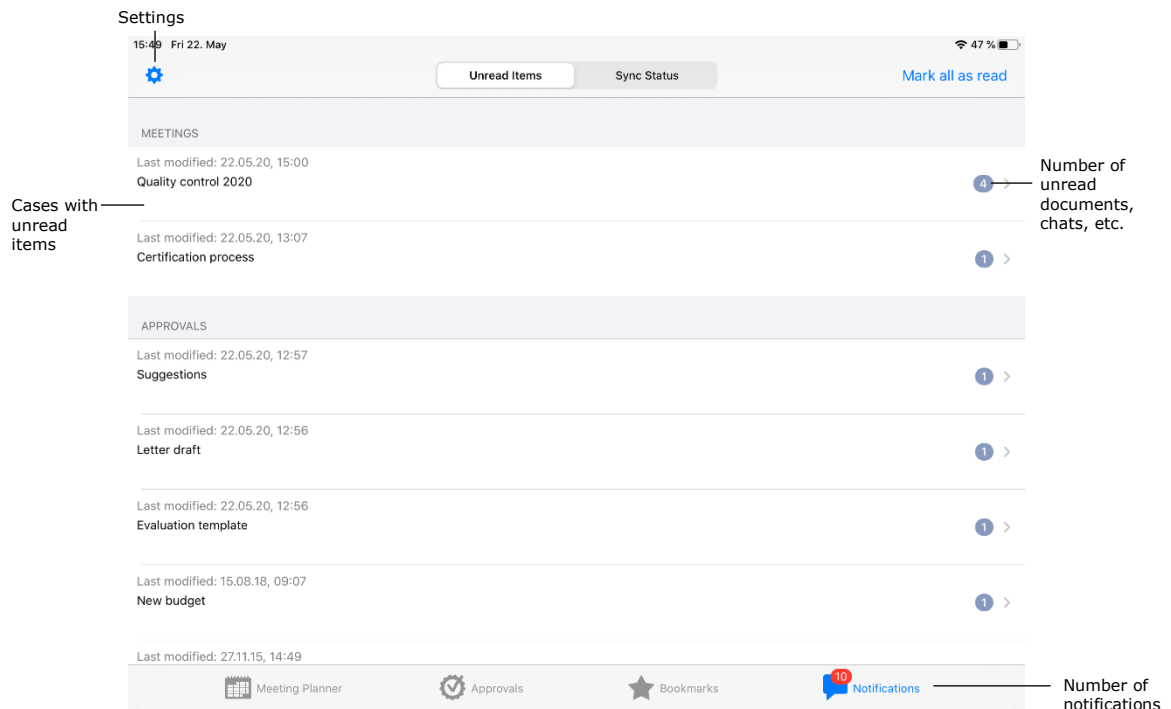 Settings
15:49 Fri 22. May
47 %
Unread Items
Sync Status
Mark all as read
MEETINGS
Last modified: 22.05.20, 15:00
Quality control 2020
4
Number of
unread
documents,
chats, etc.
Cases with
unread
items
Last modified: 22.05.20, 13:07
Certification process
1
APPROVALS
Last modified: 22.05.20, 12:57
Suggestions
1
Last modified: 22.05.20, 12:56
Letter draft
1
Last modified: 22.05.20, 12:56
Evaluation template
1
Last modified: 15.08.18, 09:07
New budget
1
Last modified: 27.11.15, 14:49
Meeting Planner
Approvals
Bookmarks
10
Notifications
Number of
notifications